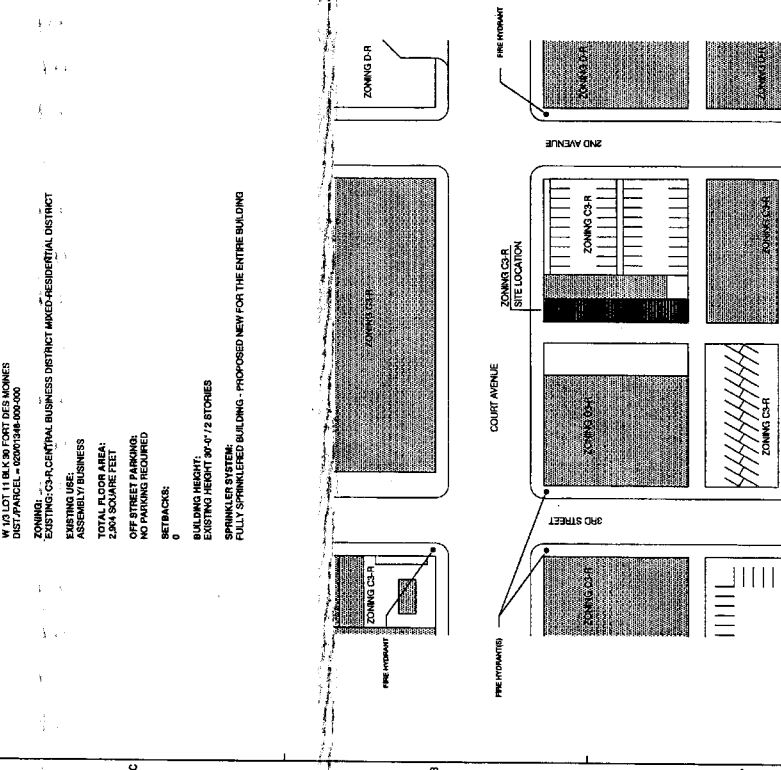 W 1/3 LOT 11 BLK 30 FORT DES MOINES
DIST./PARCEL - 020/01348-000-000
ZONING:
EXISTING: C3-R, CENTRAL BUSINESS DISTRICT MIXED-RESIDENTIAL DISTRICT
EXISTING USE:
ASSEMBLY/ BUSINESS
TOTAL FLOOR AREA:
2,904 SQUARE FEET
OFF STREET PARKING:
NO PARKING REQUIRED
SETBACKS:
0
BUILDING HEIGHT:
EXISTING HEIGHT 30'-0" / 2 STORIES
SPRINKLER SYSTEM:
FULLY SPRINKLERED BUILDING - PROPOSED NEW FOR THE ENTIRE BUILDING
ZONING C3-R
ZONING C3-R
ZONING D-R
FIRE HYDRANT
COURT AVENUE
FIRE HYDRANT(S)
3RD STREET
2ND AVENUE
FIRE HYDRANT
ZONING C3-R
SITE LOCATION
ZONING C3-R
ZONING C3-R
ZONING C3-R
ZONING D-R
ZONING C3-R
ZONING C3-R
ZONING D-R
C
B